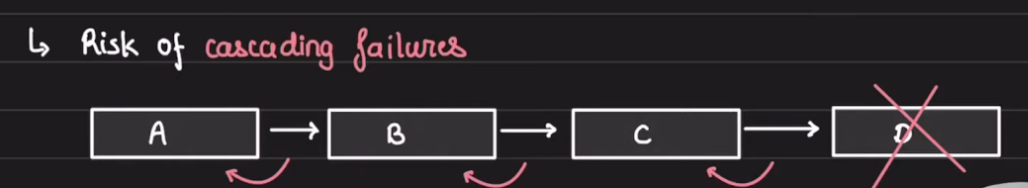 ↳ Risk of cascading failures
A → B → C → D